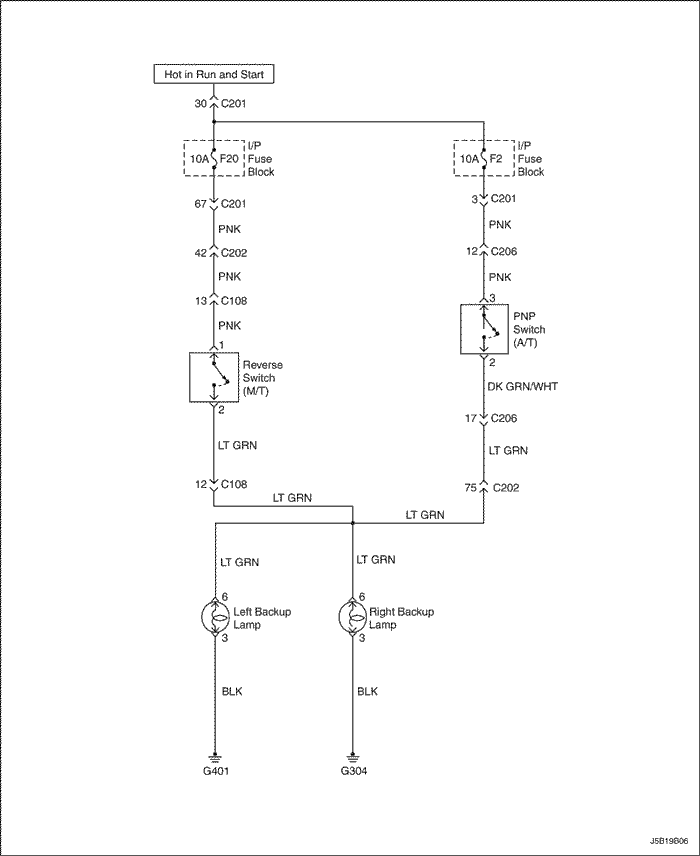 Hot in Run and Start
30 C201
10A F20
I/P
Fuse
Block
10A F2
I/P
Fuse
Block
67 C201
3 C201
PNK
PNK
42 C202
12 C206
PNK
PNK
13 C108
3
PNK
PNP
Switch
(A/T)
1
Reverse
Switch
(M/T)
2
2
DK GRN/WHT
LT GRN
17 C206
LT GRN
12 C108
75 C202
LT GRN
LT GRN
LT GRN
LT GRN
6
Left Backup
Lamp
3
6
Right Backup
Lamp
3
BLK
BLK
G401
G304
J5B19B06